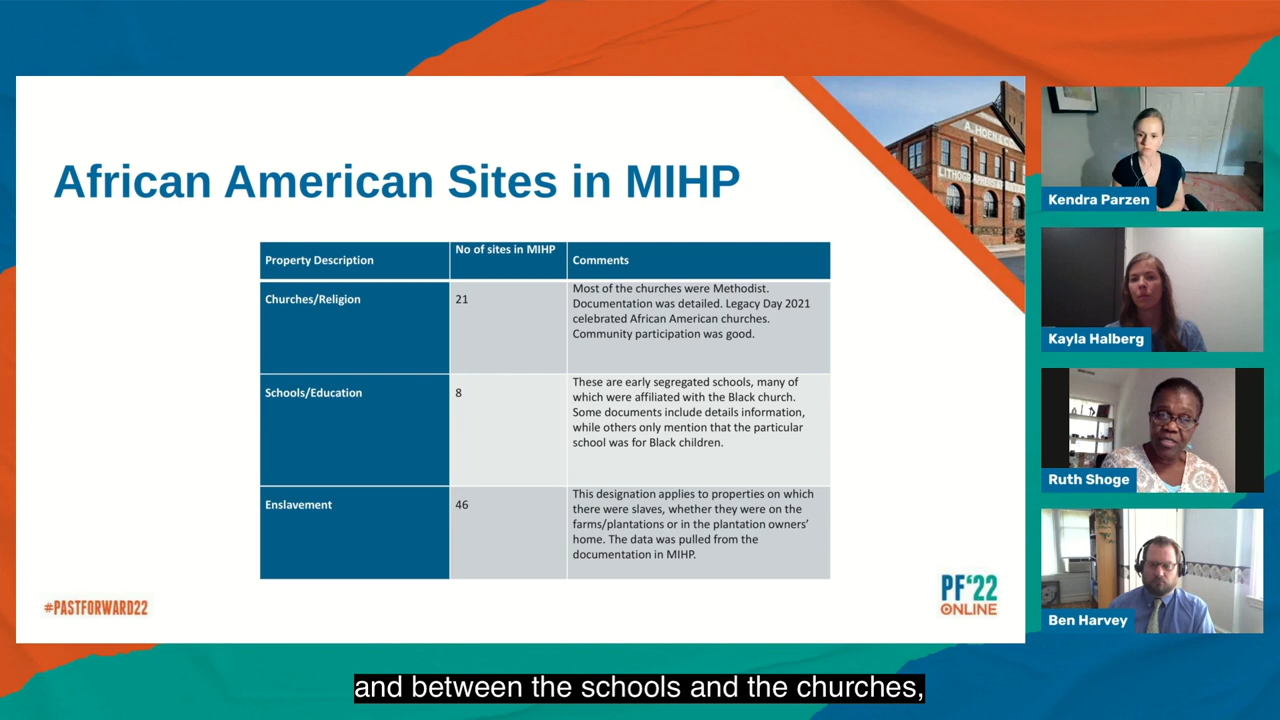 African American Sites in MIHP
A. HOEN & CO.
Property Description
No of sites in MIHP
Comments
Churches/Religion
21
Most of the churches were Methodist.
Documentation was detailed. Legacy Day 2021
celebrated African American churches.
Community participation was good.
Schools/Education
8
These are early segregated schools, many of
which were affiliated with the Black church.
Some documents include details information,
while others only mention that the particular
school was for Black children.
Enslavement
46
This designation applies to properties on which
there were slaves, whether they were on the
farms/plantations or in the plantation owners’
home. The data was pulled from the
documentation in MIHP.
#PASTFORWARD22
PF‘22
ONLINE
Kendra Parzen
Kayla Halberg
Ruth Shoge
Ben Harvey
and between the schools and the churches,